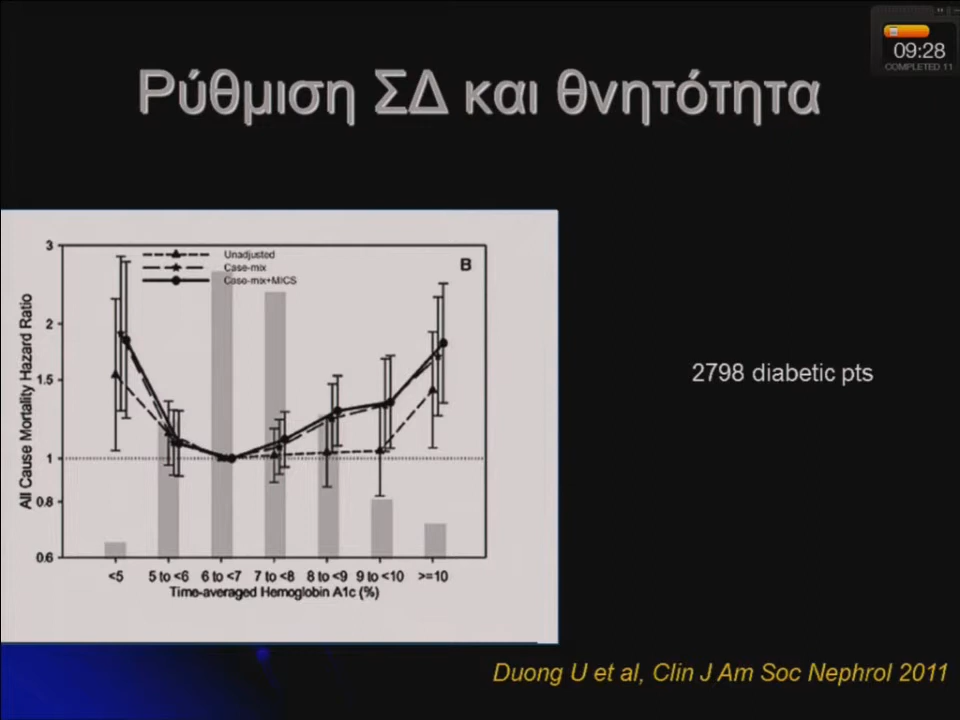 09:28
COMPLETED 11
Ρύθμιση ΣΔ και θνητότητα
Unadjusted
Case-mix
Case-mix+MICS
B
3
2
1.5
1
0.8
0.6
All Cause Mortality Hazard Ratio
<5 5 to <6 6 to <7 7 to <8 8 to <9 9 to <10 >=10
Time-averaged Hemoglobin A1c (%)
2798 diabetic pts
Duong U et al, Clin J Am Soc Nephrol 2011